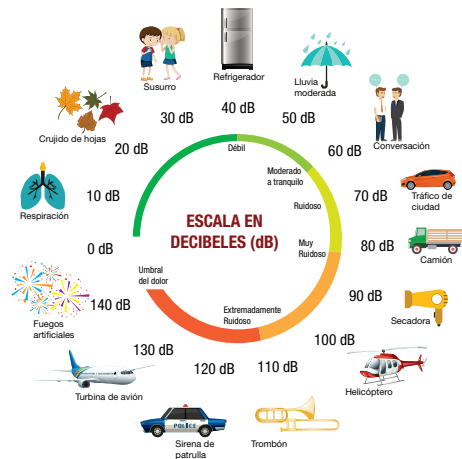 Refrigerador
40 dB
Susurro
30 dB
Lluvia
moderada
50 dB
Crujido de hojas
20 dB
60 dB
Conversación
Débil
Moderado
a tranquilo
Respiración
10 dB
70 dB
Tráfico de
ciudad
Ruidoso
ESCALA EN
DECIBELES (dB)
Muy
Ruidoso
0 dB
80 dB
Camión
Umbral
del dolor
Fuegos
artificiales
140 dB
90 dB
Secadora
Extremadamente
Ruidoso
130 dB
Turbina de avión
120 dB
110 dB
100 dB
Helicóptero
POLICE
Sirena de
patrulla
Trombón